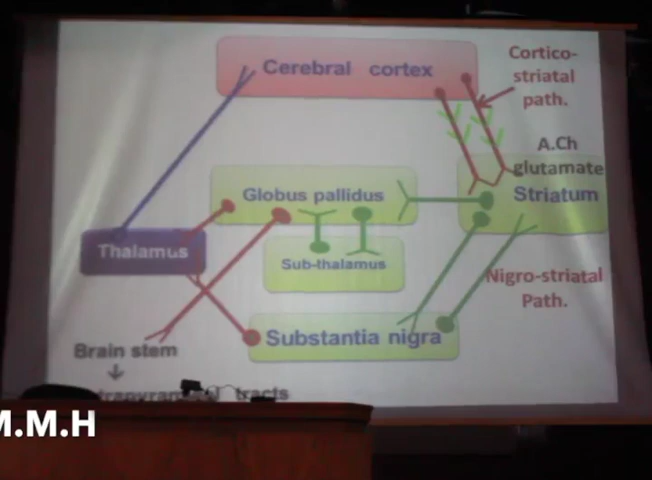 Cerebral cortex
Cortico-
striatal
path.
A.Ch
glutamate
Globus pallidus
Striatum
Thalamus
Sub-thalamus
Nigro-striatal
Path.
Substantia nigra
Brain stem
tracts
M.M.H